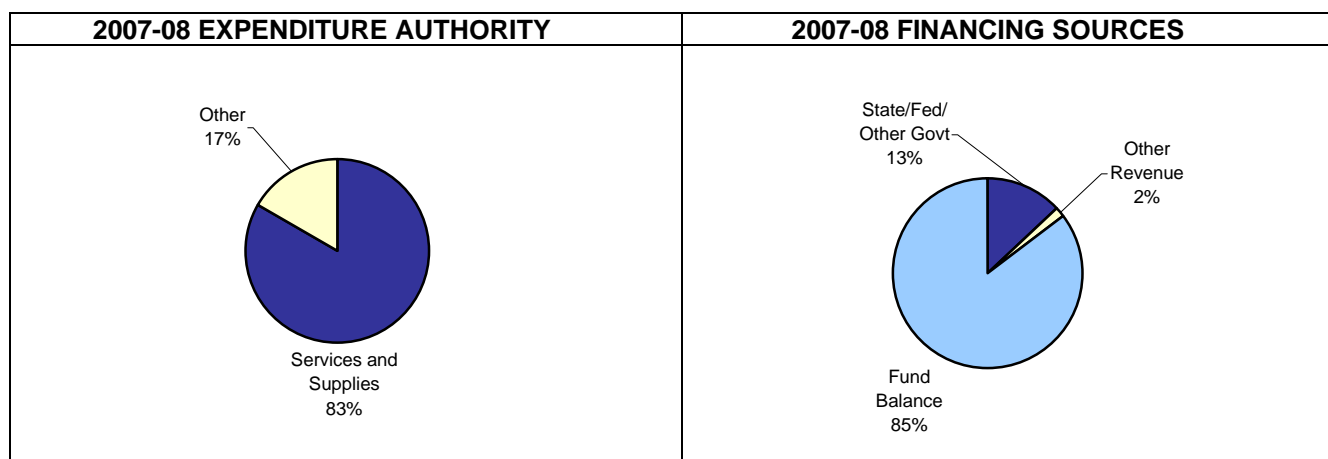 2007-08 EXPENDITURE AUTHORITY
Other
17%
Services and
Supplies
83%
2007-08 FINANCING SOURCES
State/Fed/
Other Govt
13%
Other
Revenue
2%
Fund
Balance
85%